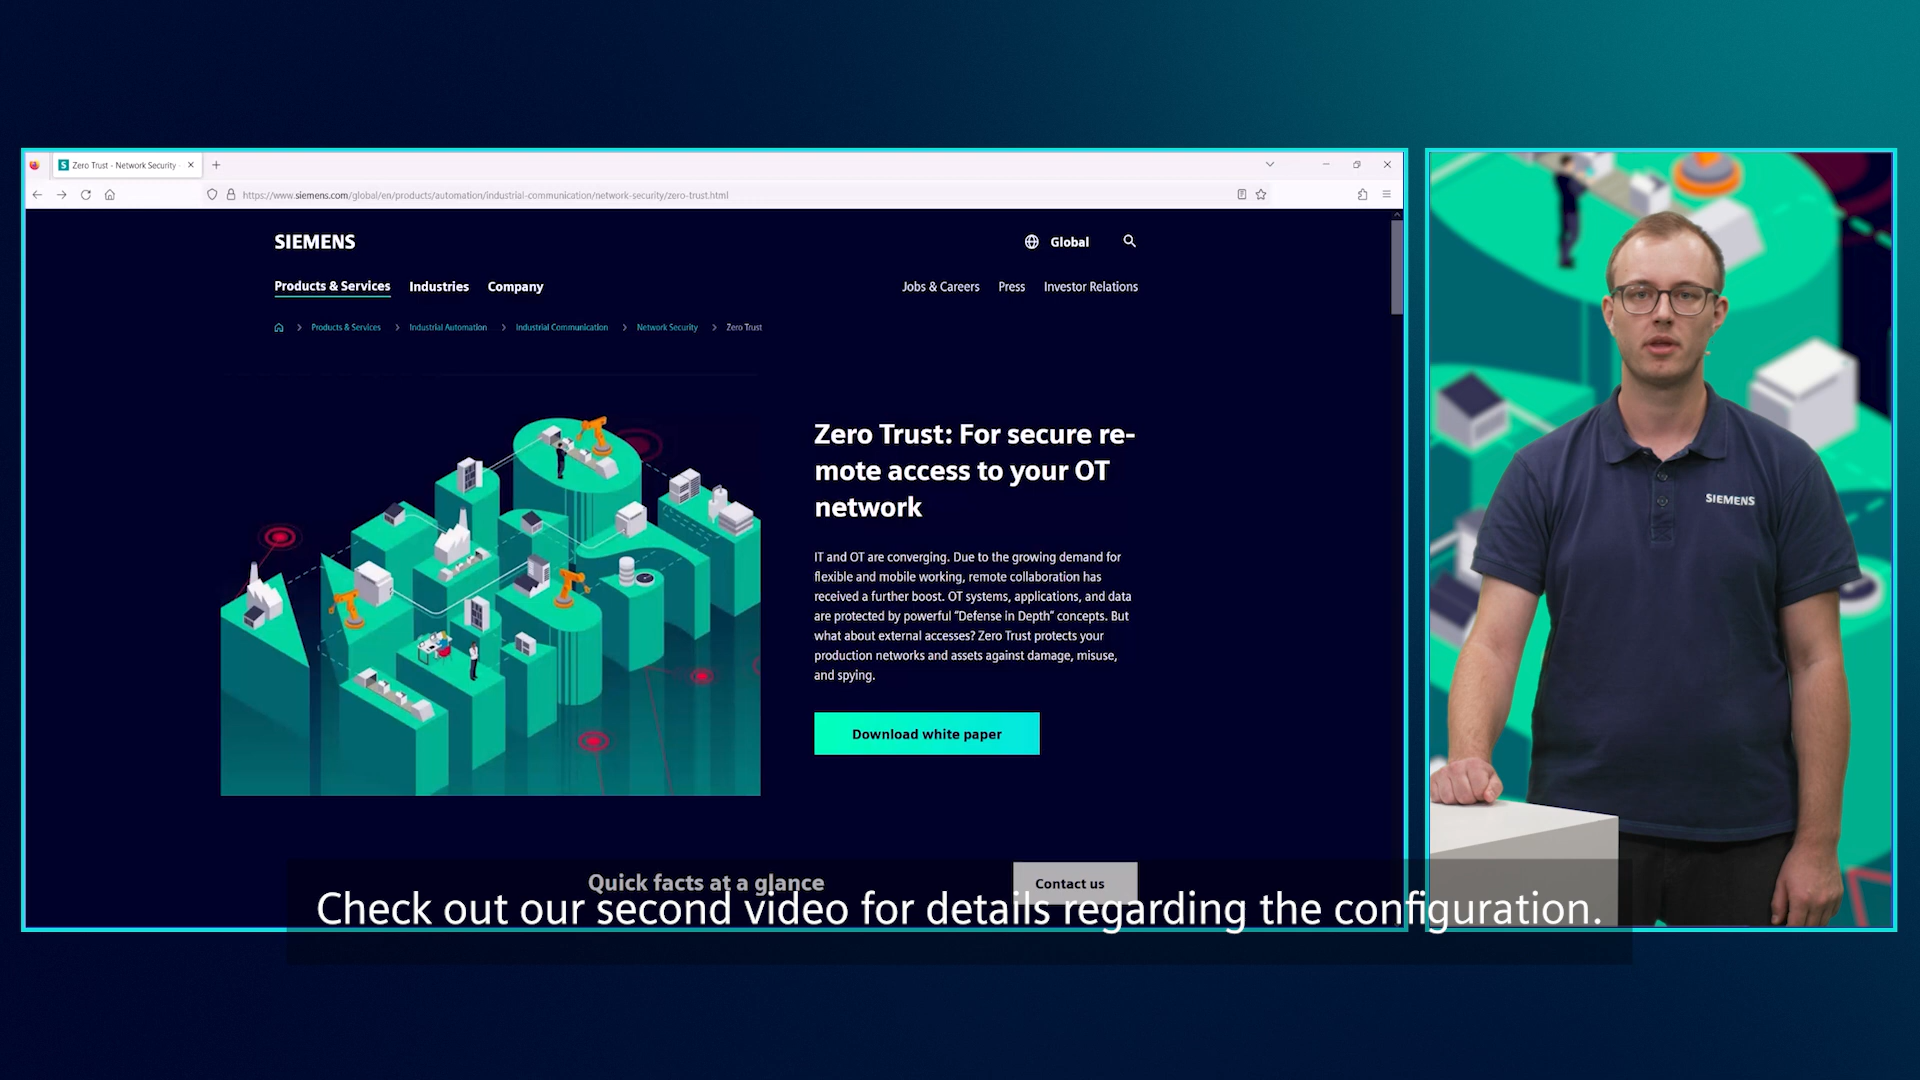 Zero Trust - Network Security
https://www.siemens.com/global/en/products/automation/industrial-communication/network-security/zero-trust.html
SIEMENS
Global
Products & Services Industries Company
Jobs & Careers Press Investor Relations
Products & Services Industrial Automation Industrial Communication Network Security Zero Trust
Zero Trust: For secure re-
mote access to your OT
network
IT and OT are converging. Due to the growing demand for
flexible and mobile working, remote collaboration has
received a further boost. OT systems, applications, and data
are protected by powerful “Defense in Depth” concepts. But
what about external accesses? Zero Trust protects your
production networks and assets against damage, misuse,
and spying.
Download white paper
Quick facts at a glance
Contact us
SIEMENS
Check out our second video for details regarding the configuration.